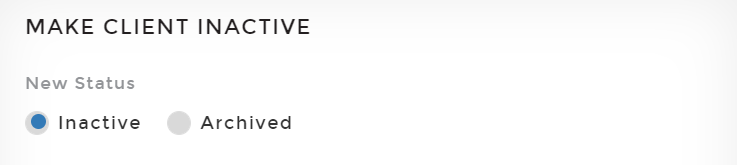 MAKE CLIENT INACTIVE
New Status
Inactive Archived